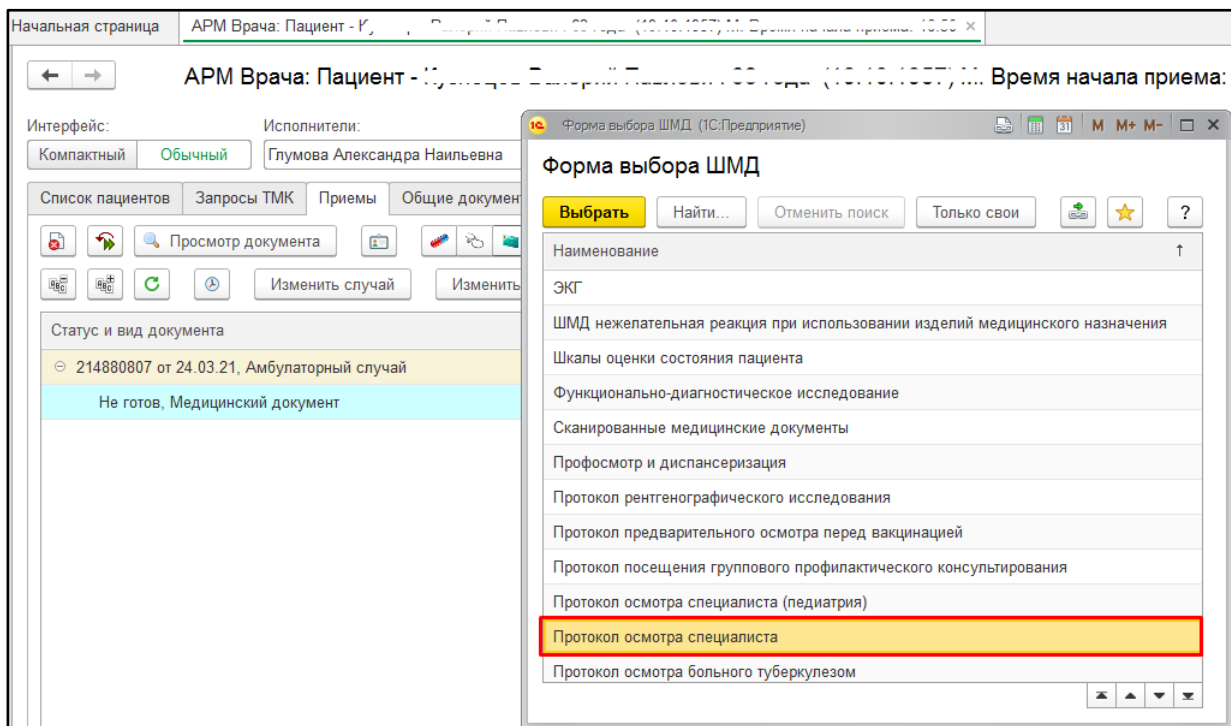 Начальная страница
АРМ Врача: Пациент -
АРМ Врача: Пациент - Время начала приема:
Интерфейс:
Исполнители:
Компактный Обычный Глумова Александра Наильевна
Список пациентов Запросы ТМК Приемы Общие докумен
Просмотр документа
Изменить случай Изменить
Статус и вид документа
214880807 от 24.03.21, Амбулаторный случай
Не готов, Медицинский документ
Форма выбора ШМД (1С:Предприятие) M M+ M-
Форма выбора ШМД
Выбрать Найти... Отменить поиск Только свои ?
Наименование
ЭКГ
ШМД нежелательная реакция при использовании изделий медицинского назначения
Шкалы оценки состояния пациента
Функционально-диагностическое исследование
Сканированные медицинские документы
Профосмотр и диспансеризация
Протокол рентгенографического исследования
Протокол предварительного осмотра перед вакцинацией
Протокол посещения группового профилактического консультирования
Протокол осмотра специалиста (педиатрия)
Протокол осмотра специалиста
Протокол осмотра больного туберкулезом